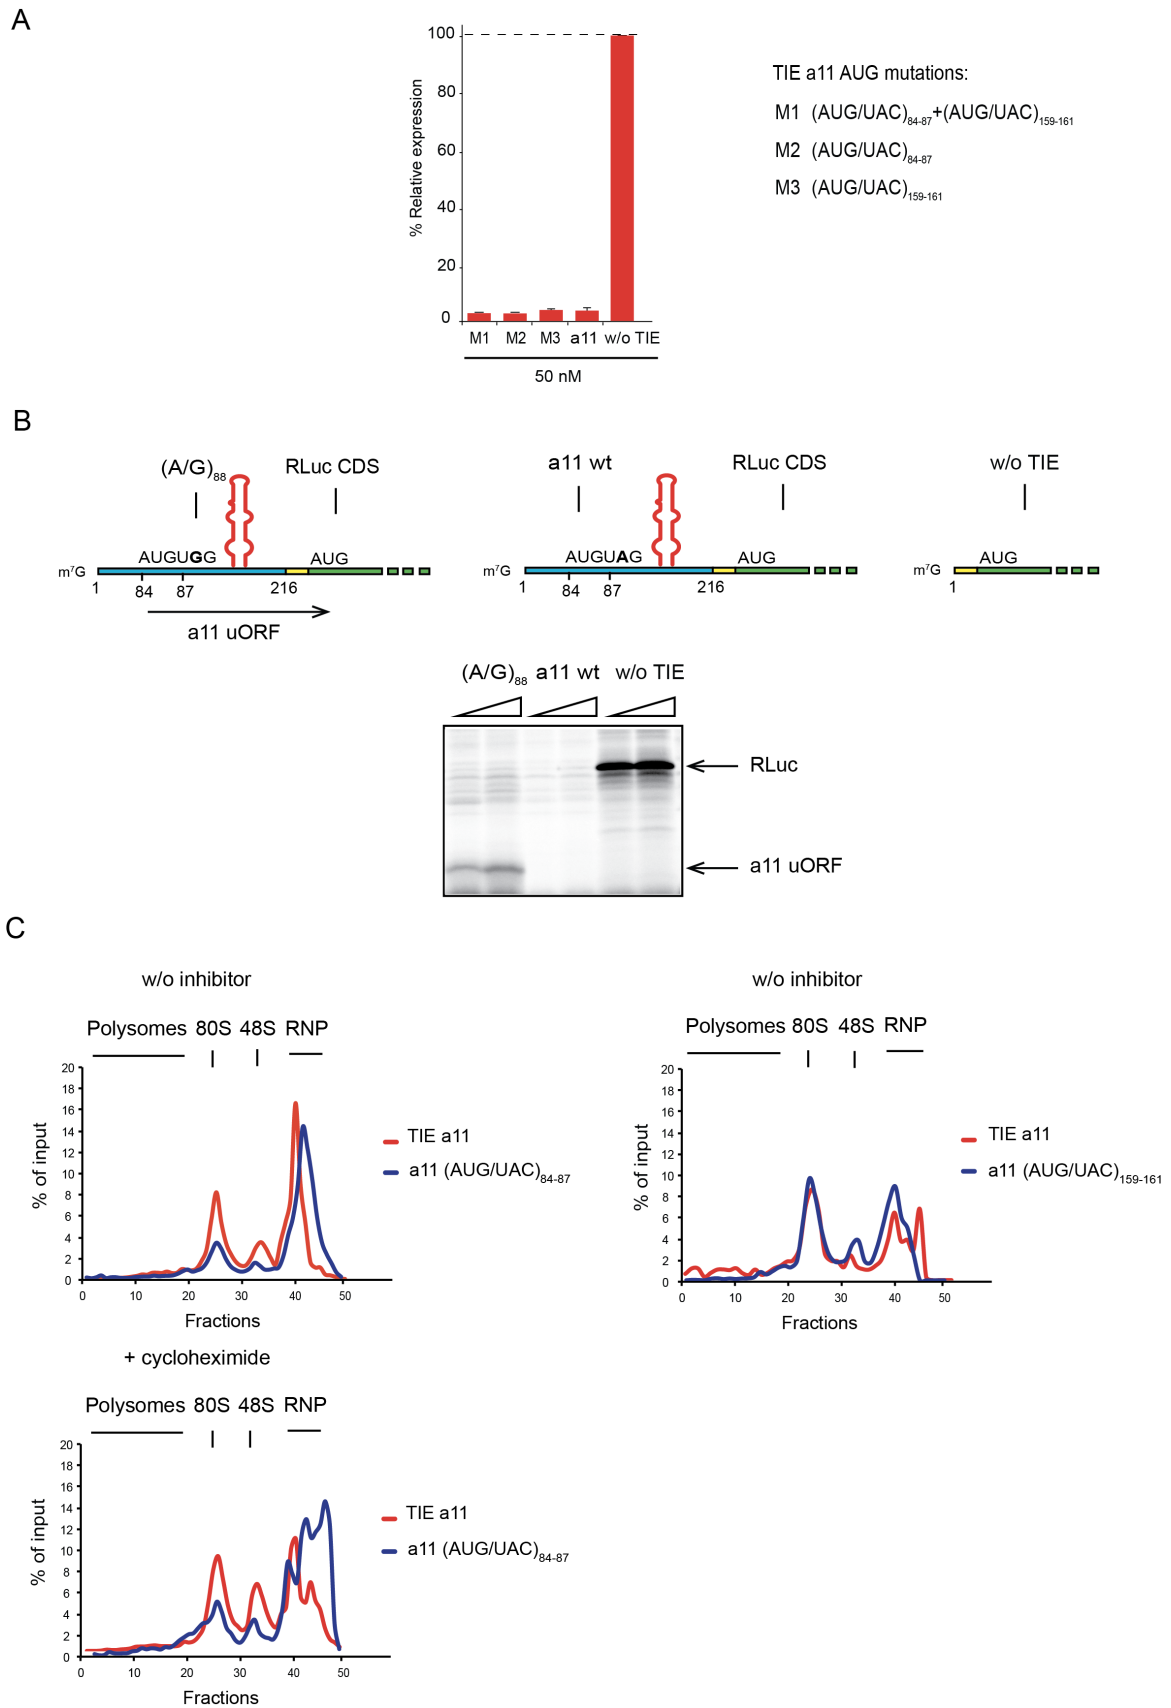 A
100
80
60
40
20
0
% Relative expression
M1 M2 M3 a11 w/o TIE
50 nM
TIE a11 AUG mutations:
M1 (AUG/UAC)84-87+(AUG/UAC)159-161
M2 (AUG/UAC)84-87
M3 (AUG/UAC)159-161
B
(A/G)88 RLuc CDS
AUGUGG AUG
m7G
1 84 87 216
a11 uORF
a11 wt RLuc CDS
AUGUAG AUG
m7G
1 84 87 216
w/o TIE
AUG
m7G
1
(A/G)88 a11 wt w/o TIE
RLuc
a11 uORF
C
w/o inhibitor
Polysomes 80S 48S RNP
20
18
16
14
12
10
8
6
4
2
0
% of input
0 10 20 30 40 50
Fractions
TIE a11
a11 (AUG/UAC)84-87
w/o inhibitor
Polysomes 80S 48S RNP
20
18
16
14
12
10
8
6
4
2
0
% of input
0 10 20 30 40 50
Fractions
TIE a11
a11 (AUG/UAC)159-161
+ cycloheximide
Polysomes 80S 48S RNP
20
18
16
14
12
10
8
6
4
2
0
% of input
0 10 20 30 40 50
Fractions
TIE a11
a11 (AUG/UAC)84-87